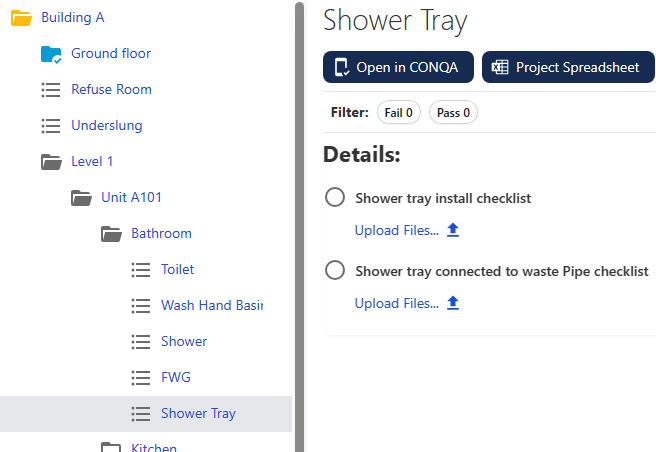 Building A
Ground floor
Refuse Room
Underslung
Level 1
Unit A101
Bathroom
Toilet
Wash Hand Basin
Shower
FWG
Shower Tray
Kitchen
Shower Tray
Open in CONQA
Project Spreadsheet
Filter: Fail 0 Pass 0
Details:
Shower tray install checklist
Upload Files...
Shower tray connected to waste Pipe checklist
Upload Files...